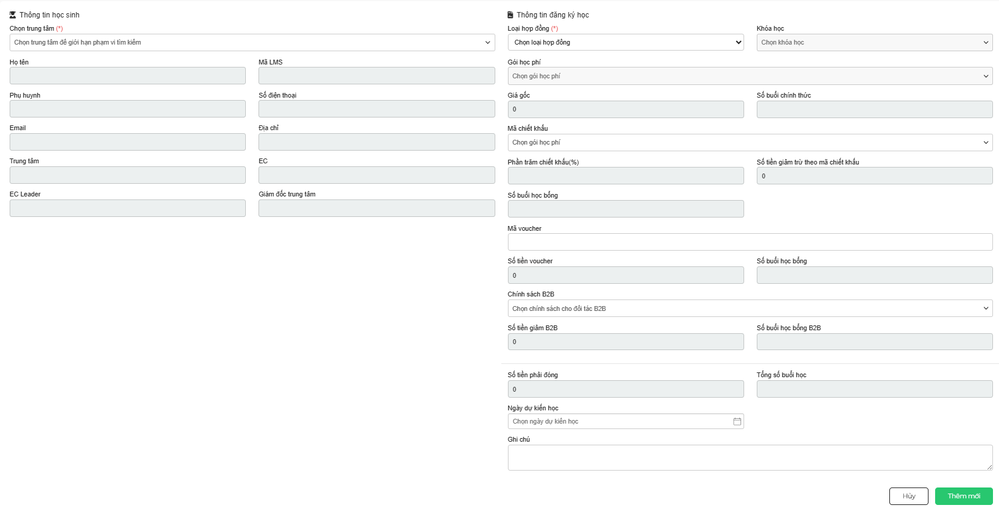 Thông tin học sinh
Chọn trung tâm (*)
Chọn trung tâm để giới hạn phạm vi tìm kiếm
Họ tên
Mã LMS
Phụ huynh
Số điện thoại
Email
Địa chỉ
Trung tâm
EC
EC Leader
Giám đốc trung tâm
Thông tin đăng ký học
Loại hợp đồng (*)
Khóa học
Chọn loại hợp đồng
Chọn khóa học
Gói học phí
Chọn gói học phí
Giá gốc
Số buổi chính thức
0
Mã chiết khấu
Chọn gói học phí
Phần trăm chiết khấu(%)
Số tiền giảm trừ theo mã chiết khấu
0
Số buổi học bổng
Mã voucher
Số tiền voucher
Số buổi học bổng
0
Chính sách B2B
Chọn chính sách cho đối tác B2B
Số tiền giảm B2B
Số buổi học bổng B2B
0
Số tiền phải đóng
Tổng số buổi học
0
Ngày dự kiến học
Chọn ngày dự kiến học
Ghi chú
Hủy
Thêm mới